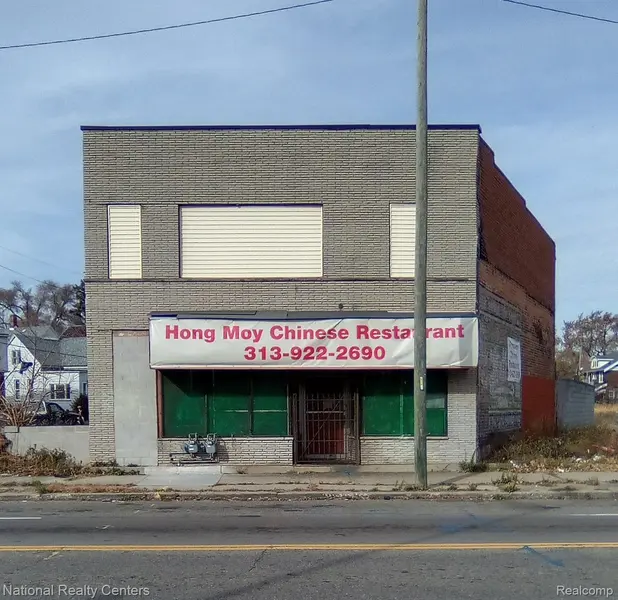 Hong Moy Chinese Restaurant
313-922-2690
National Realty Centers
Realcomp